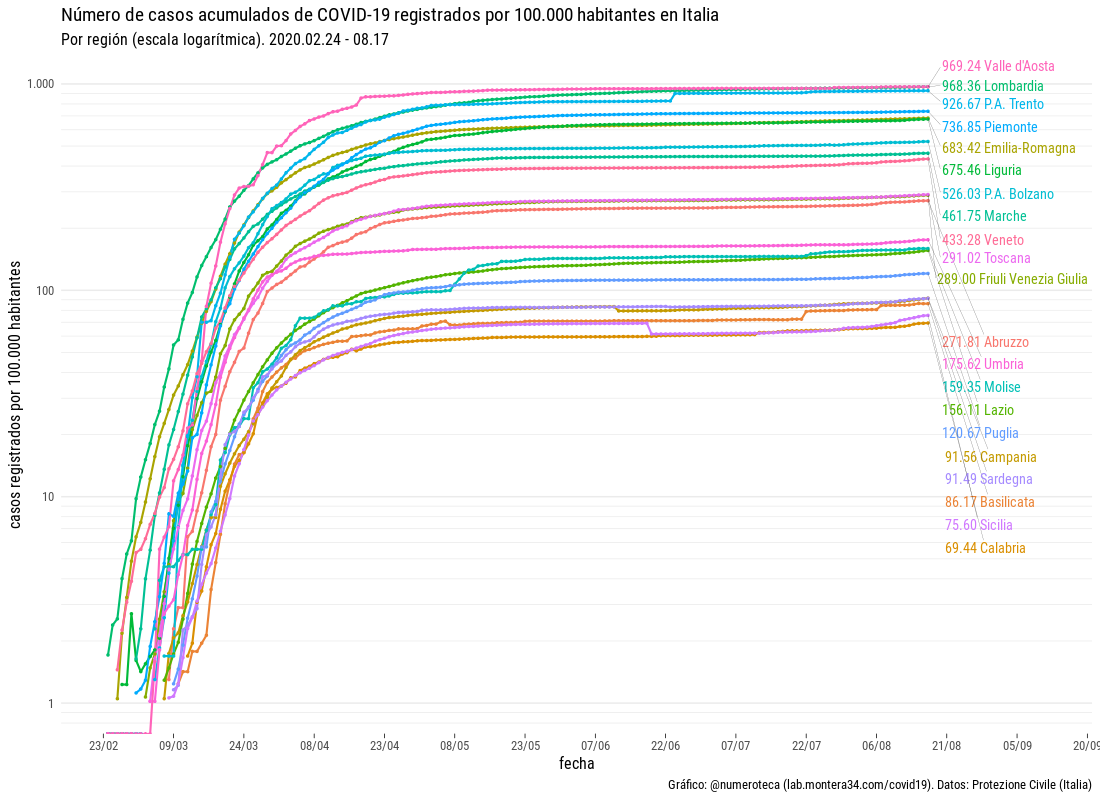 Número de casos acumulados de COVID-19 registrados por 100.000 habitantes en Italia
Por región (escala logarítmica). 2020.02.24 - 08.17
casos registrados por 100.000 habitantes
1.000
100
10
1
969.24 Valle d'Aosta
968.36 Lombardia
926.67 P.A. Trento
736.85 Piemonte
683.42 Emilia-Romagna
675.46 Liguria
526.03 P.A. Bolzano
461.75 Marche
433.28 Veneto
291.02 Toscana
289.00 Friuli Venezia Giulia
271.81 Abruzzo
175.62 Umbria
159.35 Molise
156.11 Lazio
120.67 Puglia
91.56 Campania
91.49 Sardegna
86.17 Basilicata
75.60 Sicilia
69.44 Calabria
23/02 09/03 24/03 08/04 23/04 08/05 23/05 07/06 22/06 07/07 22/07 06/08 21/08 05/09 20/09
fecha
Gráfico: @numeroteca (lab.montera34.com/covid19). Datos: Protezione Civile (Italia)